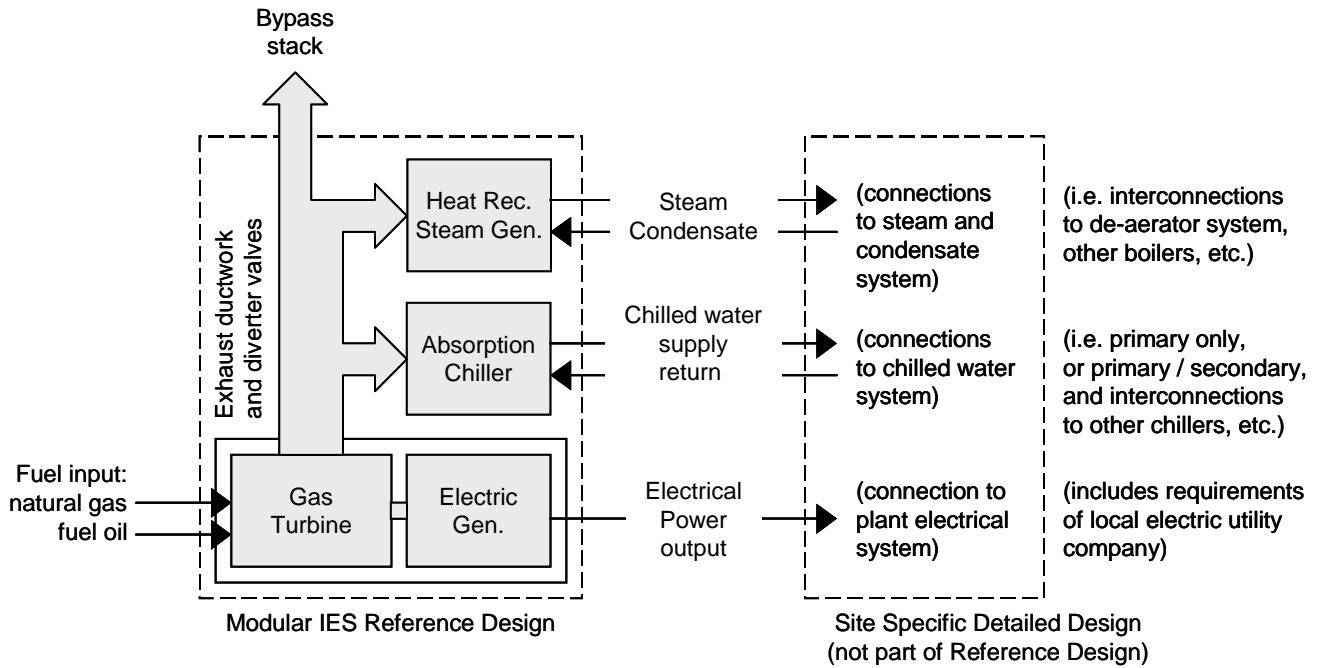 Bypass
stack
Exhaust ductwork
and diverter valves
Heat Rec.
Steam Gen.
Steam
Condensate
(connections
to steam and
condensate
system)
(i.e. interconnections
to de-aerator system,
other boilers, etc.)
Absorption
Chiller
Chilled water
supply
return
(connections
to chilled water
system)
(i.e. primary only,
or primary / secondary,
and interconnections
to other chillers, etc.)
Fuel input:
natural gas
fuel oil
Gas
Turbine
Electric
Gen.
Electrical
Power
output
(connection to
plant electrical
system)
(includes requirements
of local electric utility
company)
Modular IES Reference Design
Site Specific Detailed Design
(not part of Reference Design)